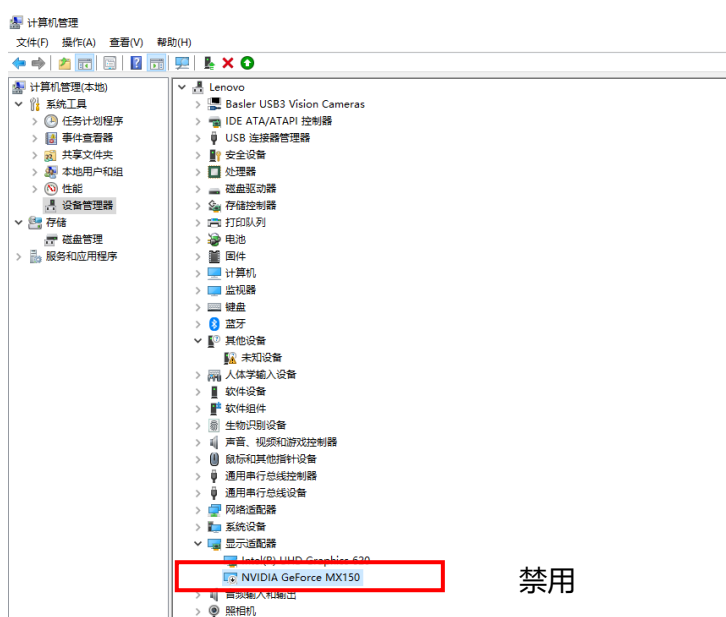 计算机管理
文件(F) 操作(A) 查看(V) 帮助(H)
计算机管理(本地)
系统工具
任务计划程序
事件查看器
共享文件夹
本地用户和组
性能
设备管理器
存储
磁盘管理
服务和应用程序
Lenovo
Basler USB3 Vision Cameras
IDE ATA/ATAPI 控制器
USB 连接器管理器
安全设备
处理器
磁盘驱动器
存储控制器
打印队列
电池
固件
计算机
监视器
键盘
蓝牙
其他设备
未知设备
人体学输入设备
软件设备
软件组件
生物识别设备
声音、视频和游戏控制器
鼠标和其他指针设备
通用串行总线控制器
通用串行总线设备
网络适配器
系统设备
显示适配器
Intel(R) UHD Graphics 620
NVIDIA GeForce MX150
音频输入和输出
照相机
禁用